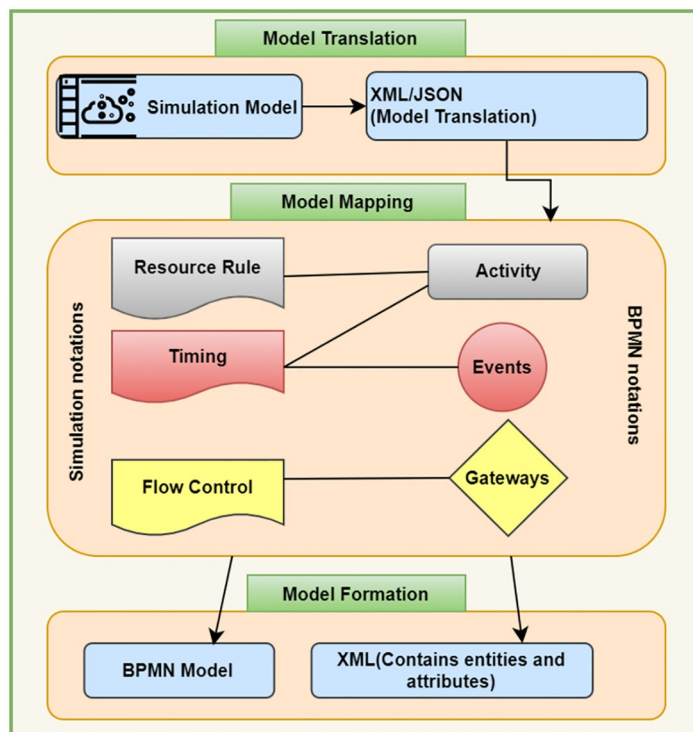 Model Translation
Simulation Model
XML/JSON
(Model Translation)
Model Mapping
Simulation notations
Resource Rule
Activity
Timing
Events
Flow Control
Gateways
BPMN notations
Model Formation
BPMN Model
XML(Contains entities and
attributes)